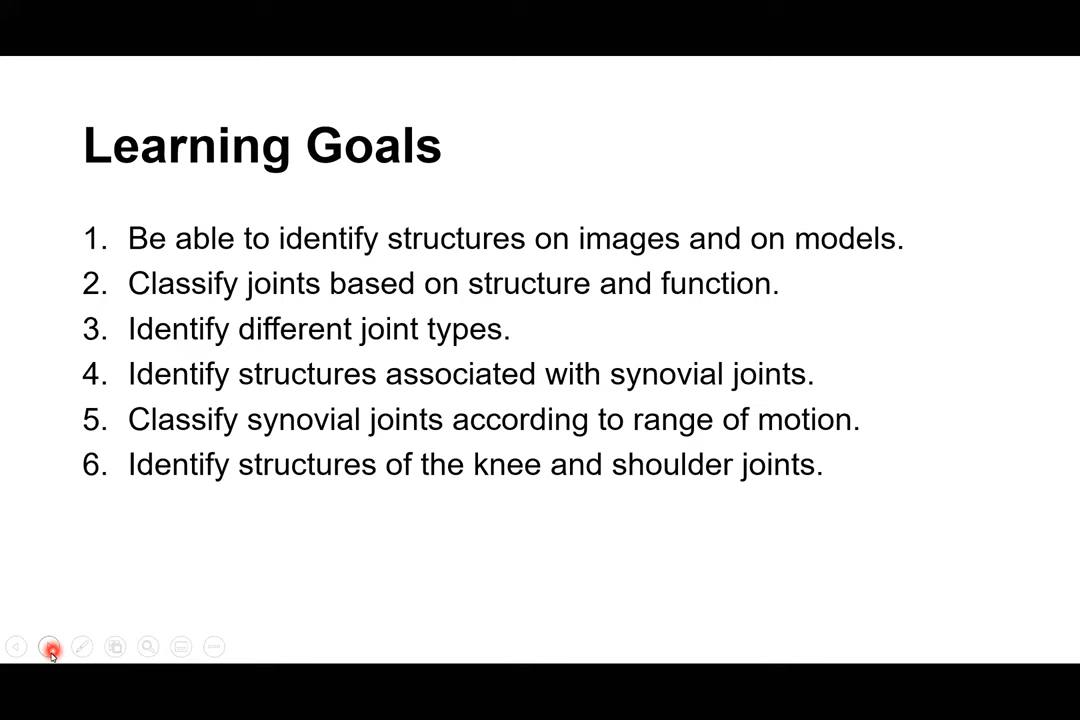 Learning Goals
1. Be able to identify structures on images and on models.
2. Classify joints based on structure and function.
3. Identify different joint types.
4. Identify structures associated with synovial joints.
5. Classify synovial joints according to range of motion.
6. Identify structures of the knee and shoulder joints.